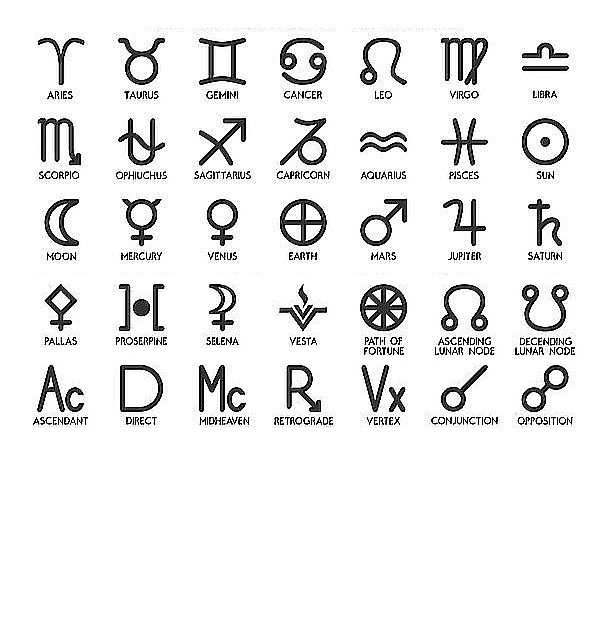 ARIES TAURUS GEMINI CANCER LEO VIRGO LIBRA
SCORPIO OPHIUCHUS SAGITTARIUS CAPRICORN AQUARIUS PISCES SUN
MOON MERCURY VENUS EARTH MARS JUPITER SATURN
PALLAS PROSERPINE SELENA VESTA PATH OF FORTUNE ASCENDING LUNAR NODE DECENDING LUNAR NODE
Ac D Mc R Vx
ASCENDANT DIRECT MIDHEAVEN RETROGRADE VERTEX CONJUNCTION OPPOSITION